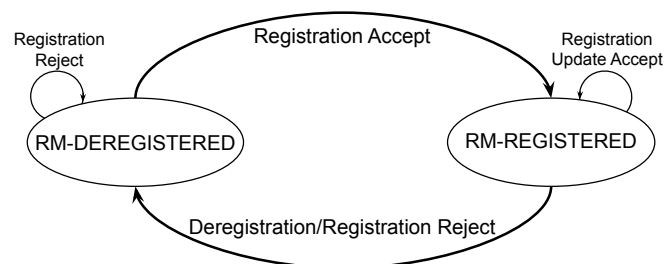 Registration
Reject
Registration Accept
Registration
Update Accept
RM-DEREGISTERED
RM-REGISTERED
Deregistration/Registration Reject